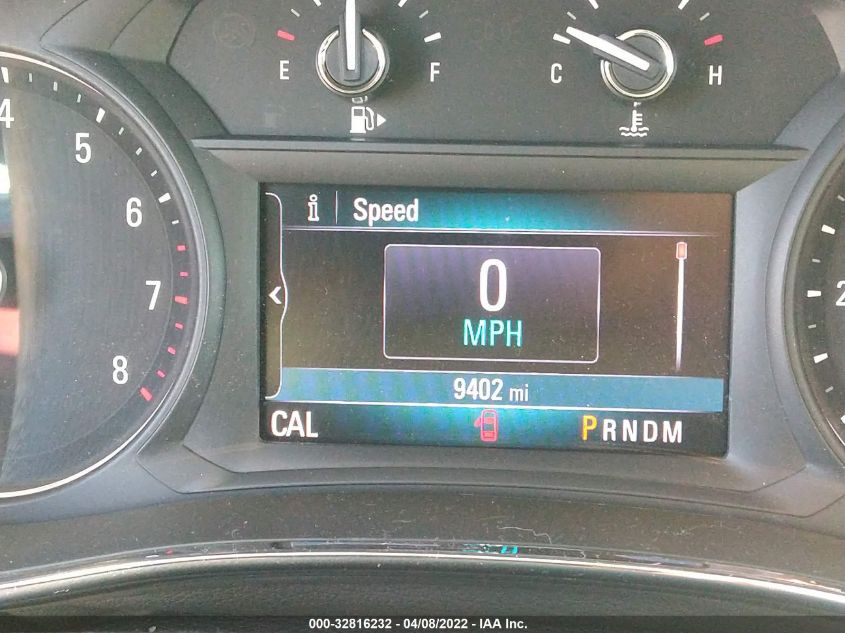 E F
C H
4
5
6
7
8
i Speed
0
MPH
9402 mi
CAL
PRNDM
2
000-32816232 - 04/08/2022 - IAA Inc.